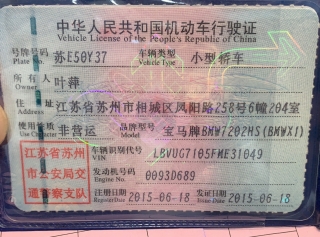 中华人民共和国机动车行驶证
Vehicle License of the People's Republic of China
号牌号码 Plate No. 苏E50Y37 车辆类型 Vehicle Type 小型轿车
所有人 Owner 叶萍
住址 江苏省苏州市相城区凤阳路258号6幢204室
使用性质 非营运 品牌型号 Model 宝马牌BMW7202HS(BMWX1)
江苏省苏州市公安局交通警察支队
车辆识别代号 VIN LBVUG7105FME31049
发动机号码 Engine No. 0093D689
注册日期 Register Date 2015-06-18 发证日期 Issue Date 2015-06-18